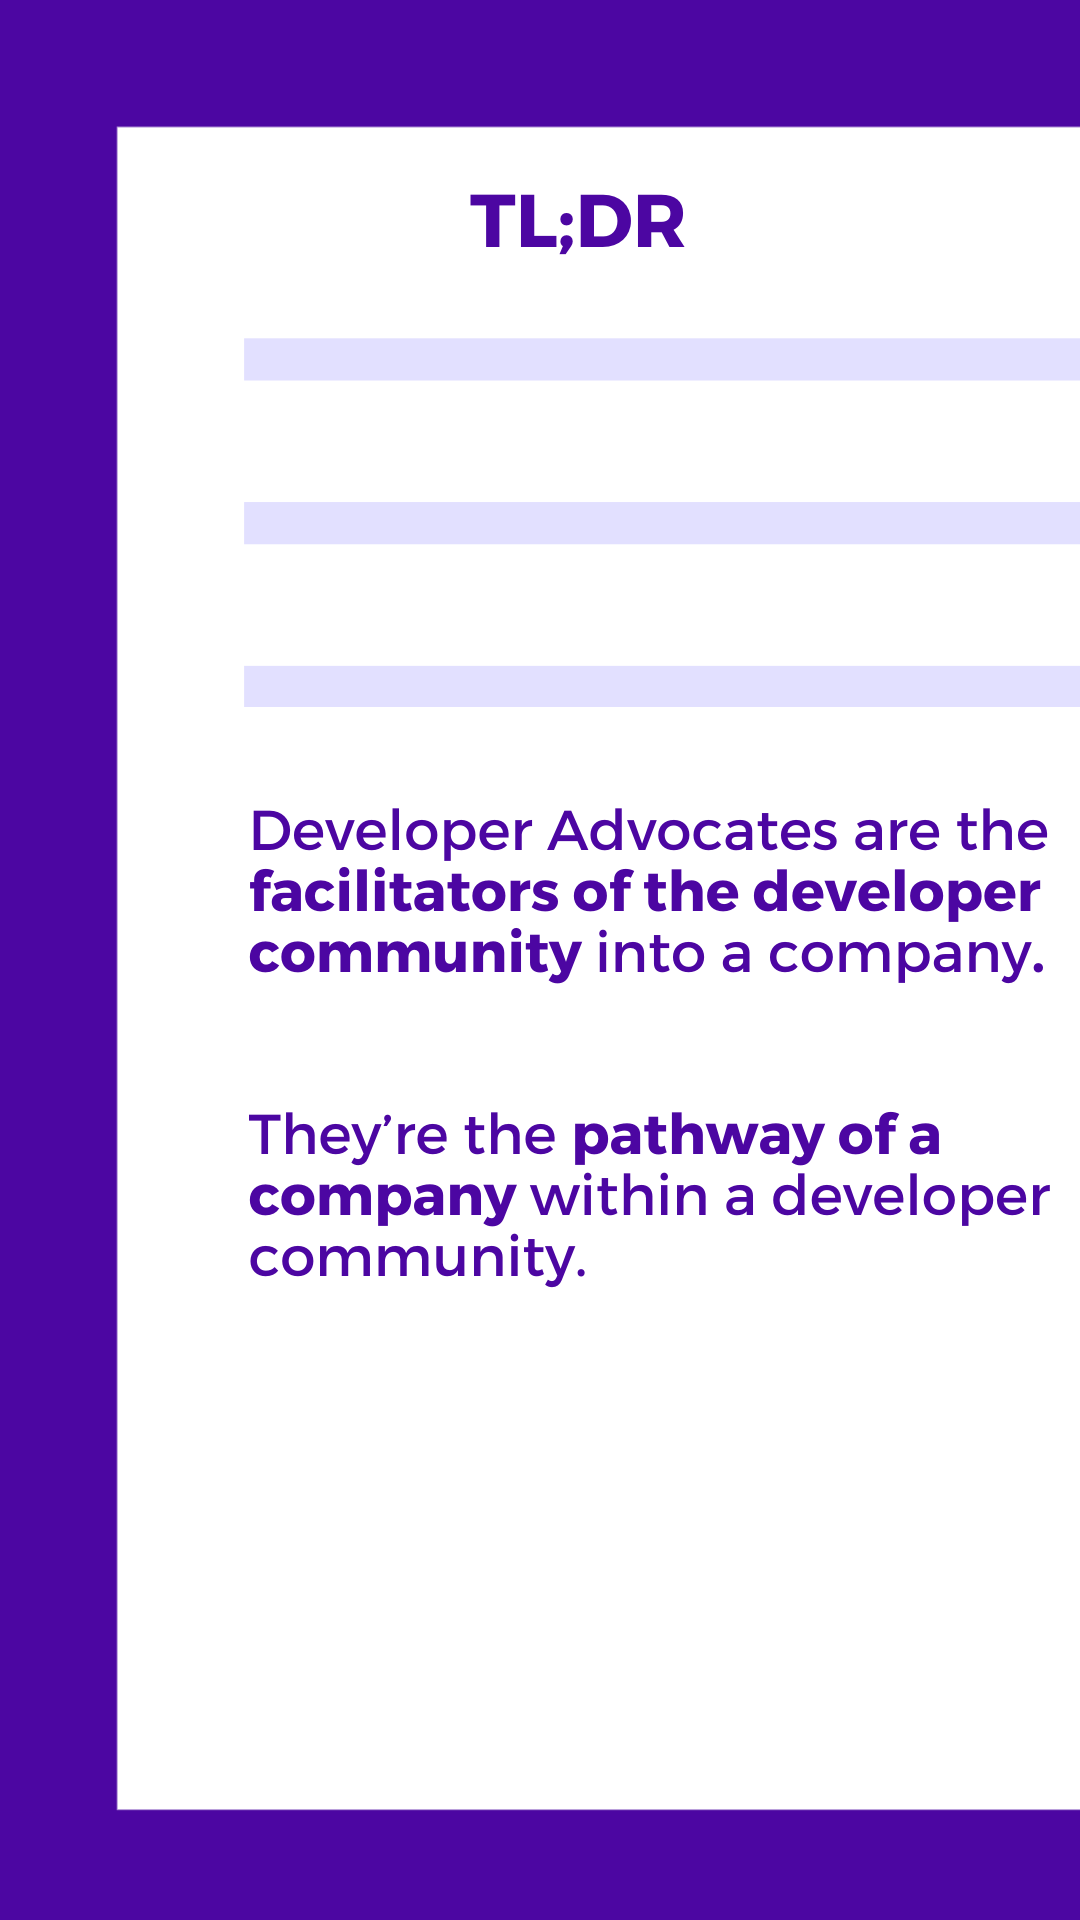 TL;DR
Developer Advocates are the
facilitators of the developer
community into a company.
They’re the pathway of a
company within a developer
community.